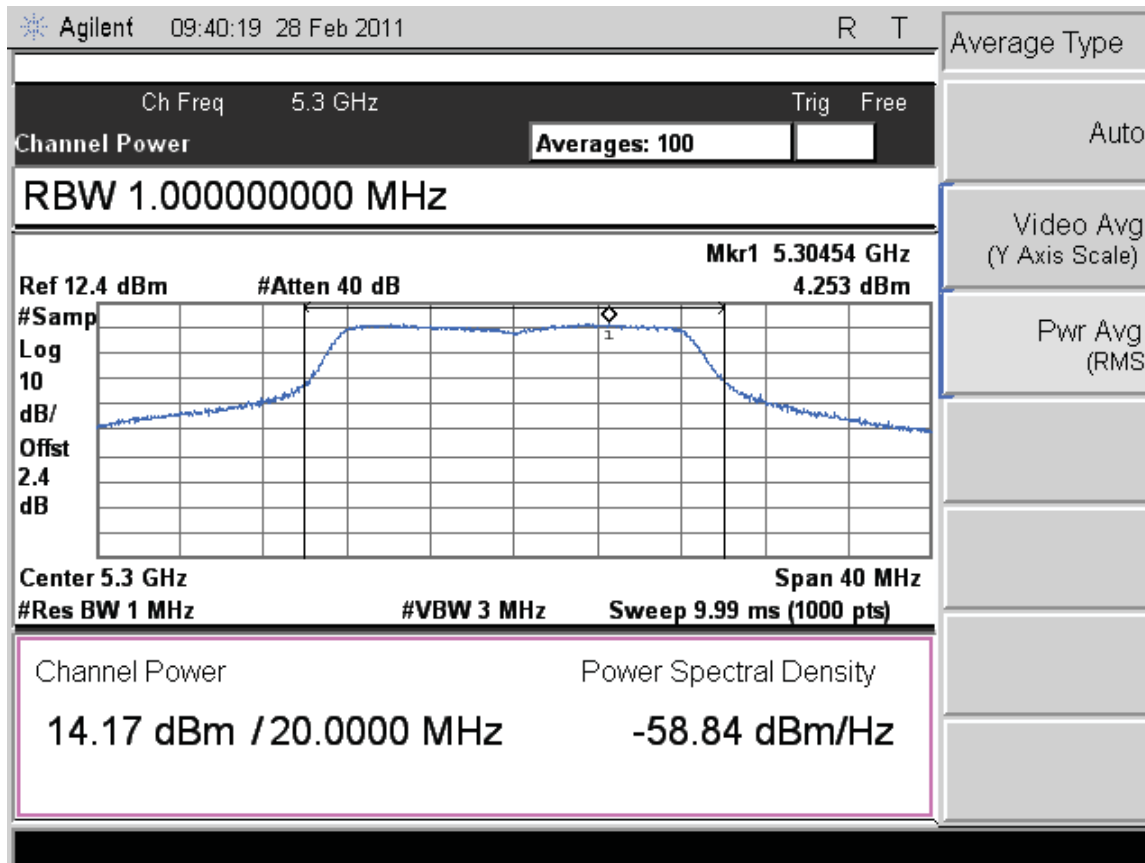 Agilent 09:40:19 28 Feb 2011 R T
Average Type
Ch Freq 5.3 GHz Trig Free
Channel Power Averages: 100
Auto
RBW 1.000000000 MHz
Video Avg
(Y Axis Scale)
Mkr1 5.30454 GHz
Ref 12.4 dBm #Atten 40 dB 4.253 dBm
#Samp
Log
10
dB/
Offst
2.4
dB
1
Pwr Avg
(RMS
Center 5.3 GHz Span 40 MHz
#Res BW 1 MHz #VBW 3 MHz Sweep 9.99 ms (1000 pts)
Channel Power Power Spectral Density
14.17 dBm / 20.0000 MHz -58.84 dBm/Hz